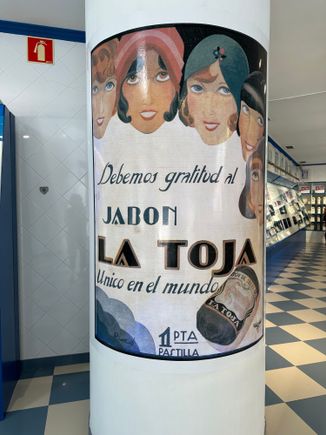 Debemos gratitud al
JABON
LA TOJA
Unico en el mundo
LA TOJA
1 PTA
PASTILLA